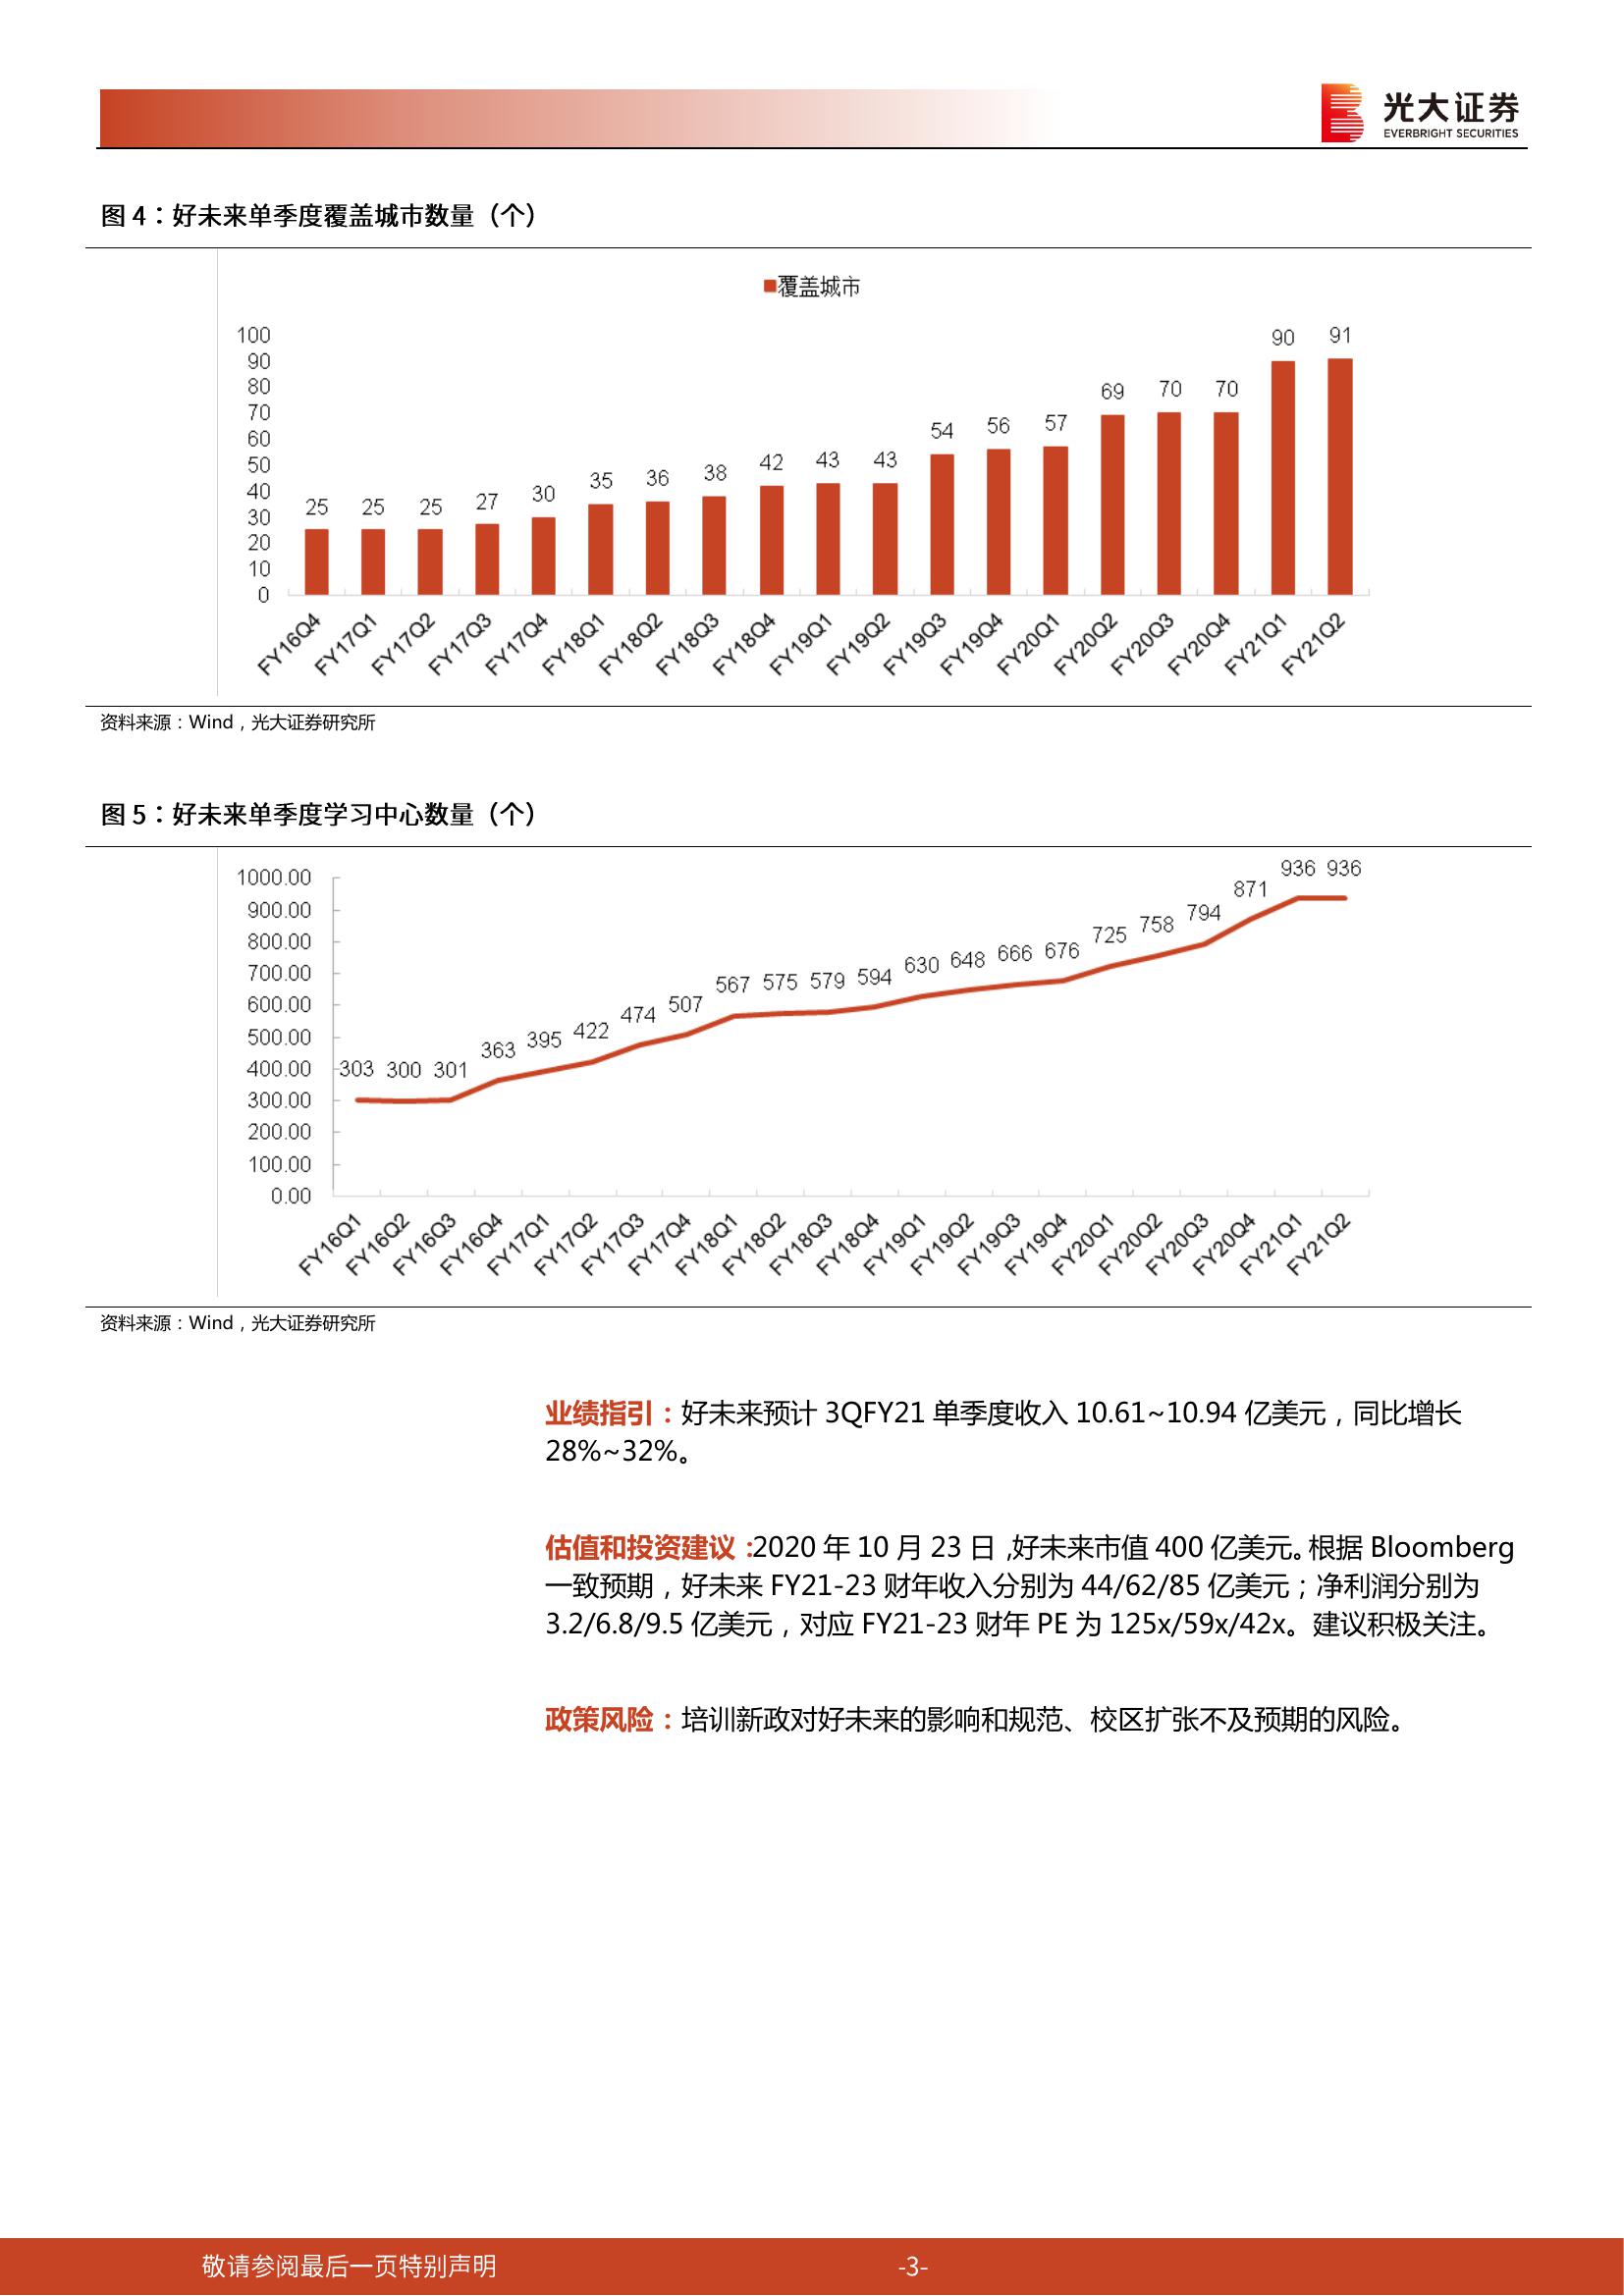 光大证券
EVERBRIGHT SECURITIES
图 4：好未来单季度覆盖城市数量（个）
覆盖城市
100
90
80
70
60
50
40
30
20
10
0
25 25 25 27 30 35 36 38 42 43 43 54 56 57 69 70 70 90 91
FY16Q4 FY17Q1 FY17Q2 FY17Q3 FY17Q4 FY18Q1 FY18Q2 FY18Q3 FY18Q4 FY19Q1 FY19Q2 FY19Q3 FY19Q4 FY20Q1 FY20Q2 FY20Q3 FY20Q4 FY21Q1 FY21Q2
资料来源：Wind，光大证券研究所
图 5：好未来单季度学习中心数量（个）
1000.00
900.00
800.00
700.00
600.00
500.00
400.00
300.00
200.00
100.00
0.00
303 300 301 363 395 422 474 507 567 575 579 594 630 648 666 676 725 758 794 871 936 936
FY16Q1 FY16Q2 FY16Q3 FY16Q4 FY17Q1 FY17Q2 FY17Q3 FY17Q4 FY18Q1 FY18Q2 FY18Q3 FY18Q4 FY19Q1 FY19Q2 FY19Q3 FY19Q4 FY20Q1 FY20Q2 FY20Q3 FY20Q4 FY21Q1 FY21Q2
资料来源：Wind，光大证券研究所
业绩指引：好未来预计 3QFY21 单季度收入 10.61~10.94 亿美元，同比增长
28%~32%。
估值和投资建议：2020 年 10 月 23 日，好未来市值 400 亿美元。根据 Bloomberg
一致预期，好未来 FY21-23 财年收入分别为 44/62/85 亿美元；净利润分别为
3.2/6.8/9.5 亿美元，对应 FY21-23 财年 PE 为 125x/59x/42x。建议积极关注。
政策风险：培训新政对好未来的影响和规范、校区扩张不及预期的风险。
敬请参阅最后一页特别声明
-3-